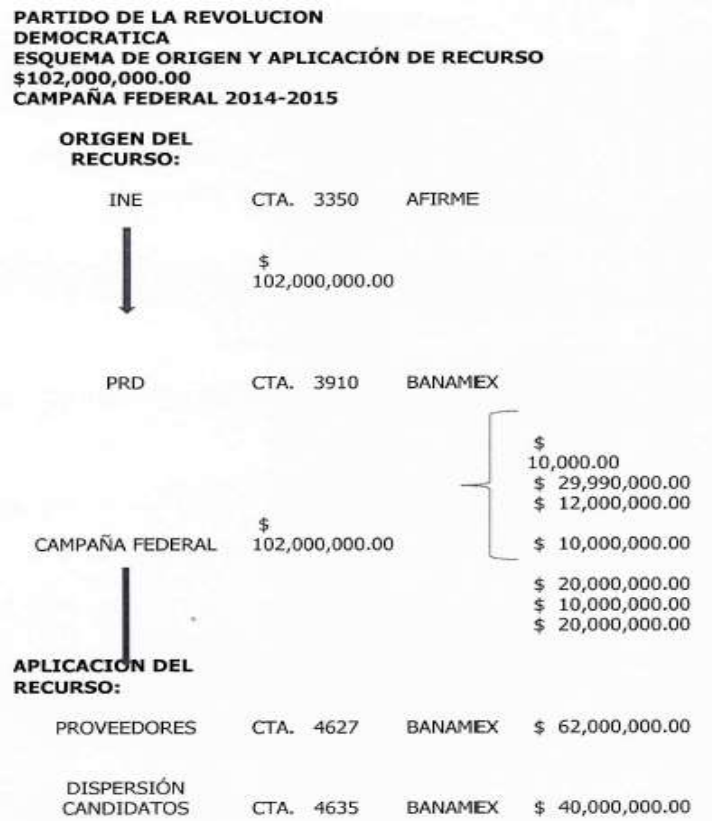 PARTIDO DE LA REVOLUCION
DEMOCRATICA
ESQUEMA DE ORIGEN Y APLICACIÓN DE RECURSO
$102,000,000.00
CAMPAÑA FEDERAL 2014-2015
ORIGEN DEL
RECURSO:
INE CTA. 3350 AFIRME
$
102,000,000.00
PRD CTA. 3910 BANAMEX
$
10,000.00
$ 29,990,000.00
$ 12,000,000.00
$
CAMPAÑA FEDERAL 102,000,000.00 $ 10,000,000.00
$ 20,000,000.00
$ 10,000,000.00
$ 20,000,000.00
APLICACIÓN DEL
RECURSO:
PROVEEDORES CTA. 4627 BANAMEX $ 62,000,000.00
DISPERSIÓN
CANDIDATOS CTA. 4635 BANAMEX $ 40,000,000.00